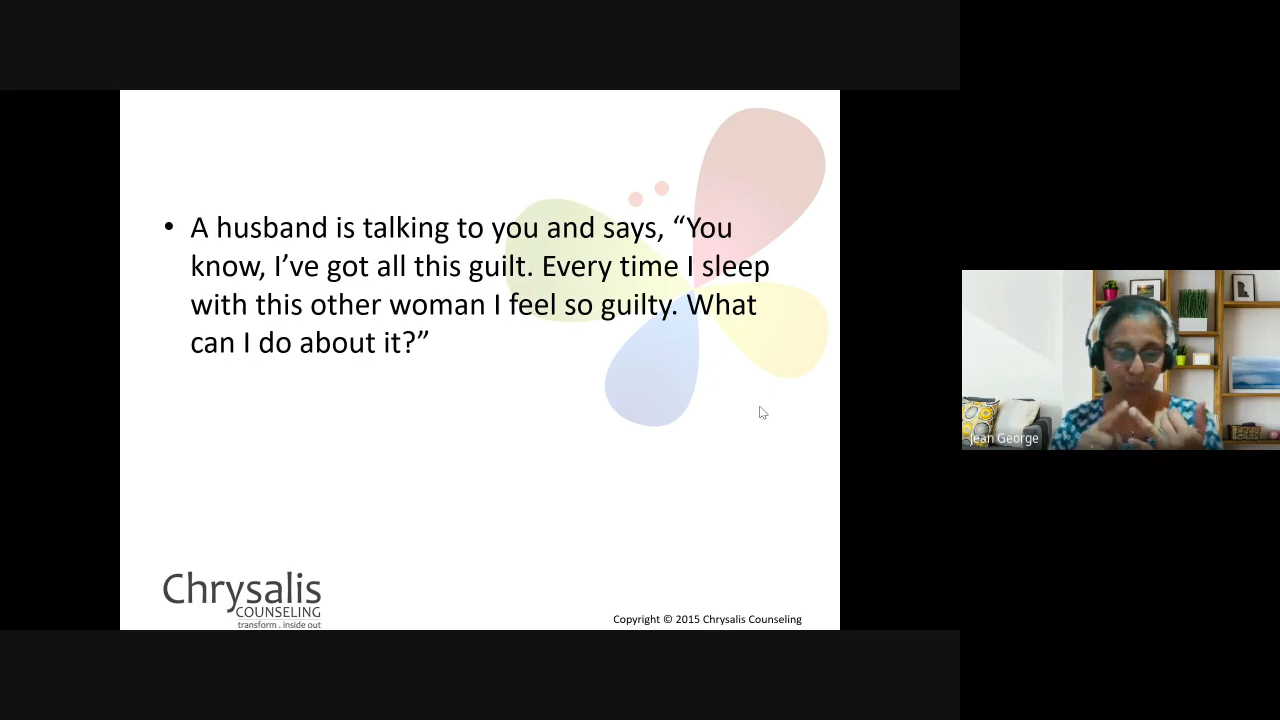 • A husband is talking to you and says, “You
know, I’ve got all this guilt. Every time I sleep
with this other woman I feel so guilty. What
can I do about it?”
Jean George
Chrysalis
COUNSELING
transform . inside out
Copyright © 2015 Chrysalis Counseling